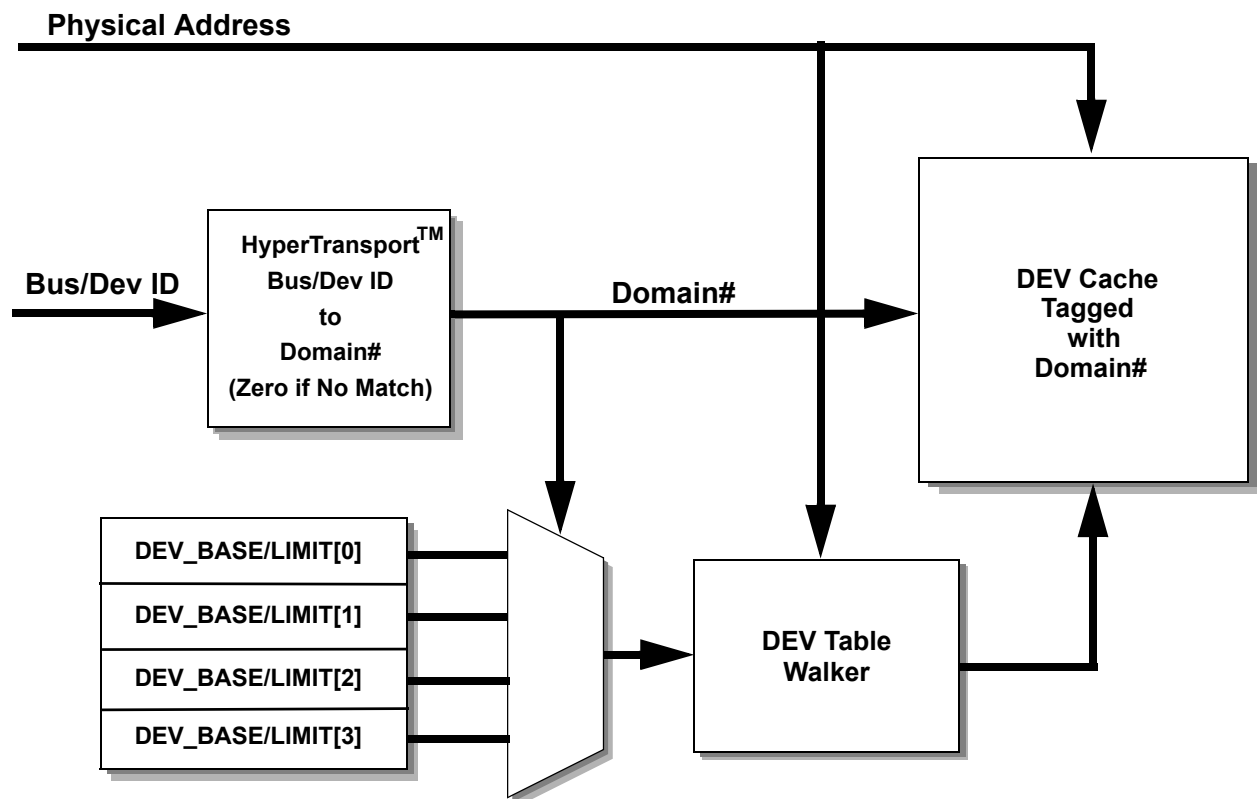 Physical Address
HyperTransport™
Bus/Dev ID
to
Domain#
(Zero if No Match)
Bus/Dev ID
Domain#
DEV Cache
Tagged
with
Domain#
DEV_BASE/LIMIT[0]
DEV_BASE/LIMIT[1]
DEV_BASE/LIMIT[2]
DEV_BASE/LIMIT[3]
DEV Table
Walker